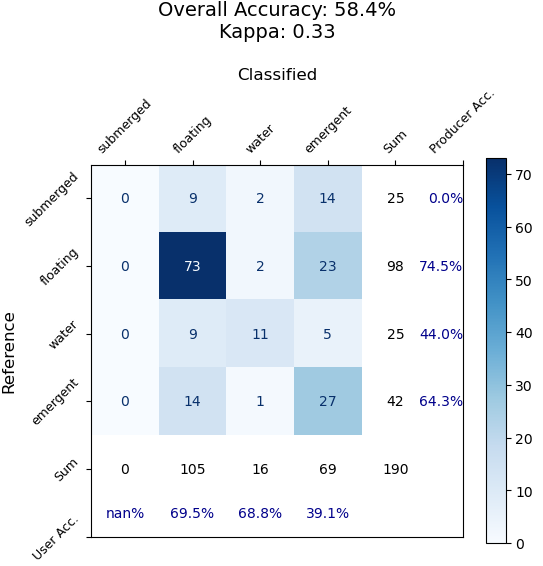 Overall Accuracy: 58.4%
Kappa: 0.33
Classified
submerged floating water emergent Sum Producer Acc.
submerged 0 9 2 14 25 0.0%
floating 0 73 2 23 98 74.5%
water 0 9 11 5 25 44.0%
emergent 0 14 1 27 42 64.3%
Sum 0 105 16 69 190
User Acc. nan% 69.5% 68.8% 39.1%
Reference
70
60
50
40
30
20
10
0